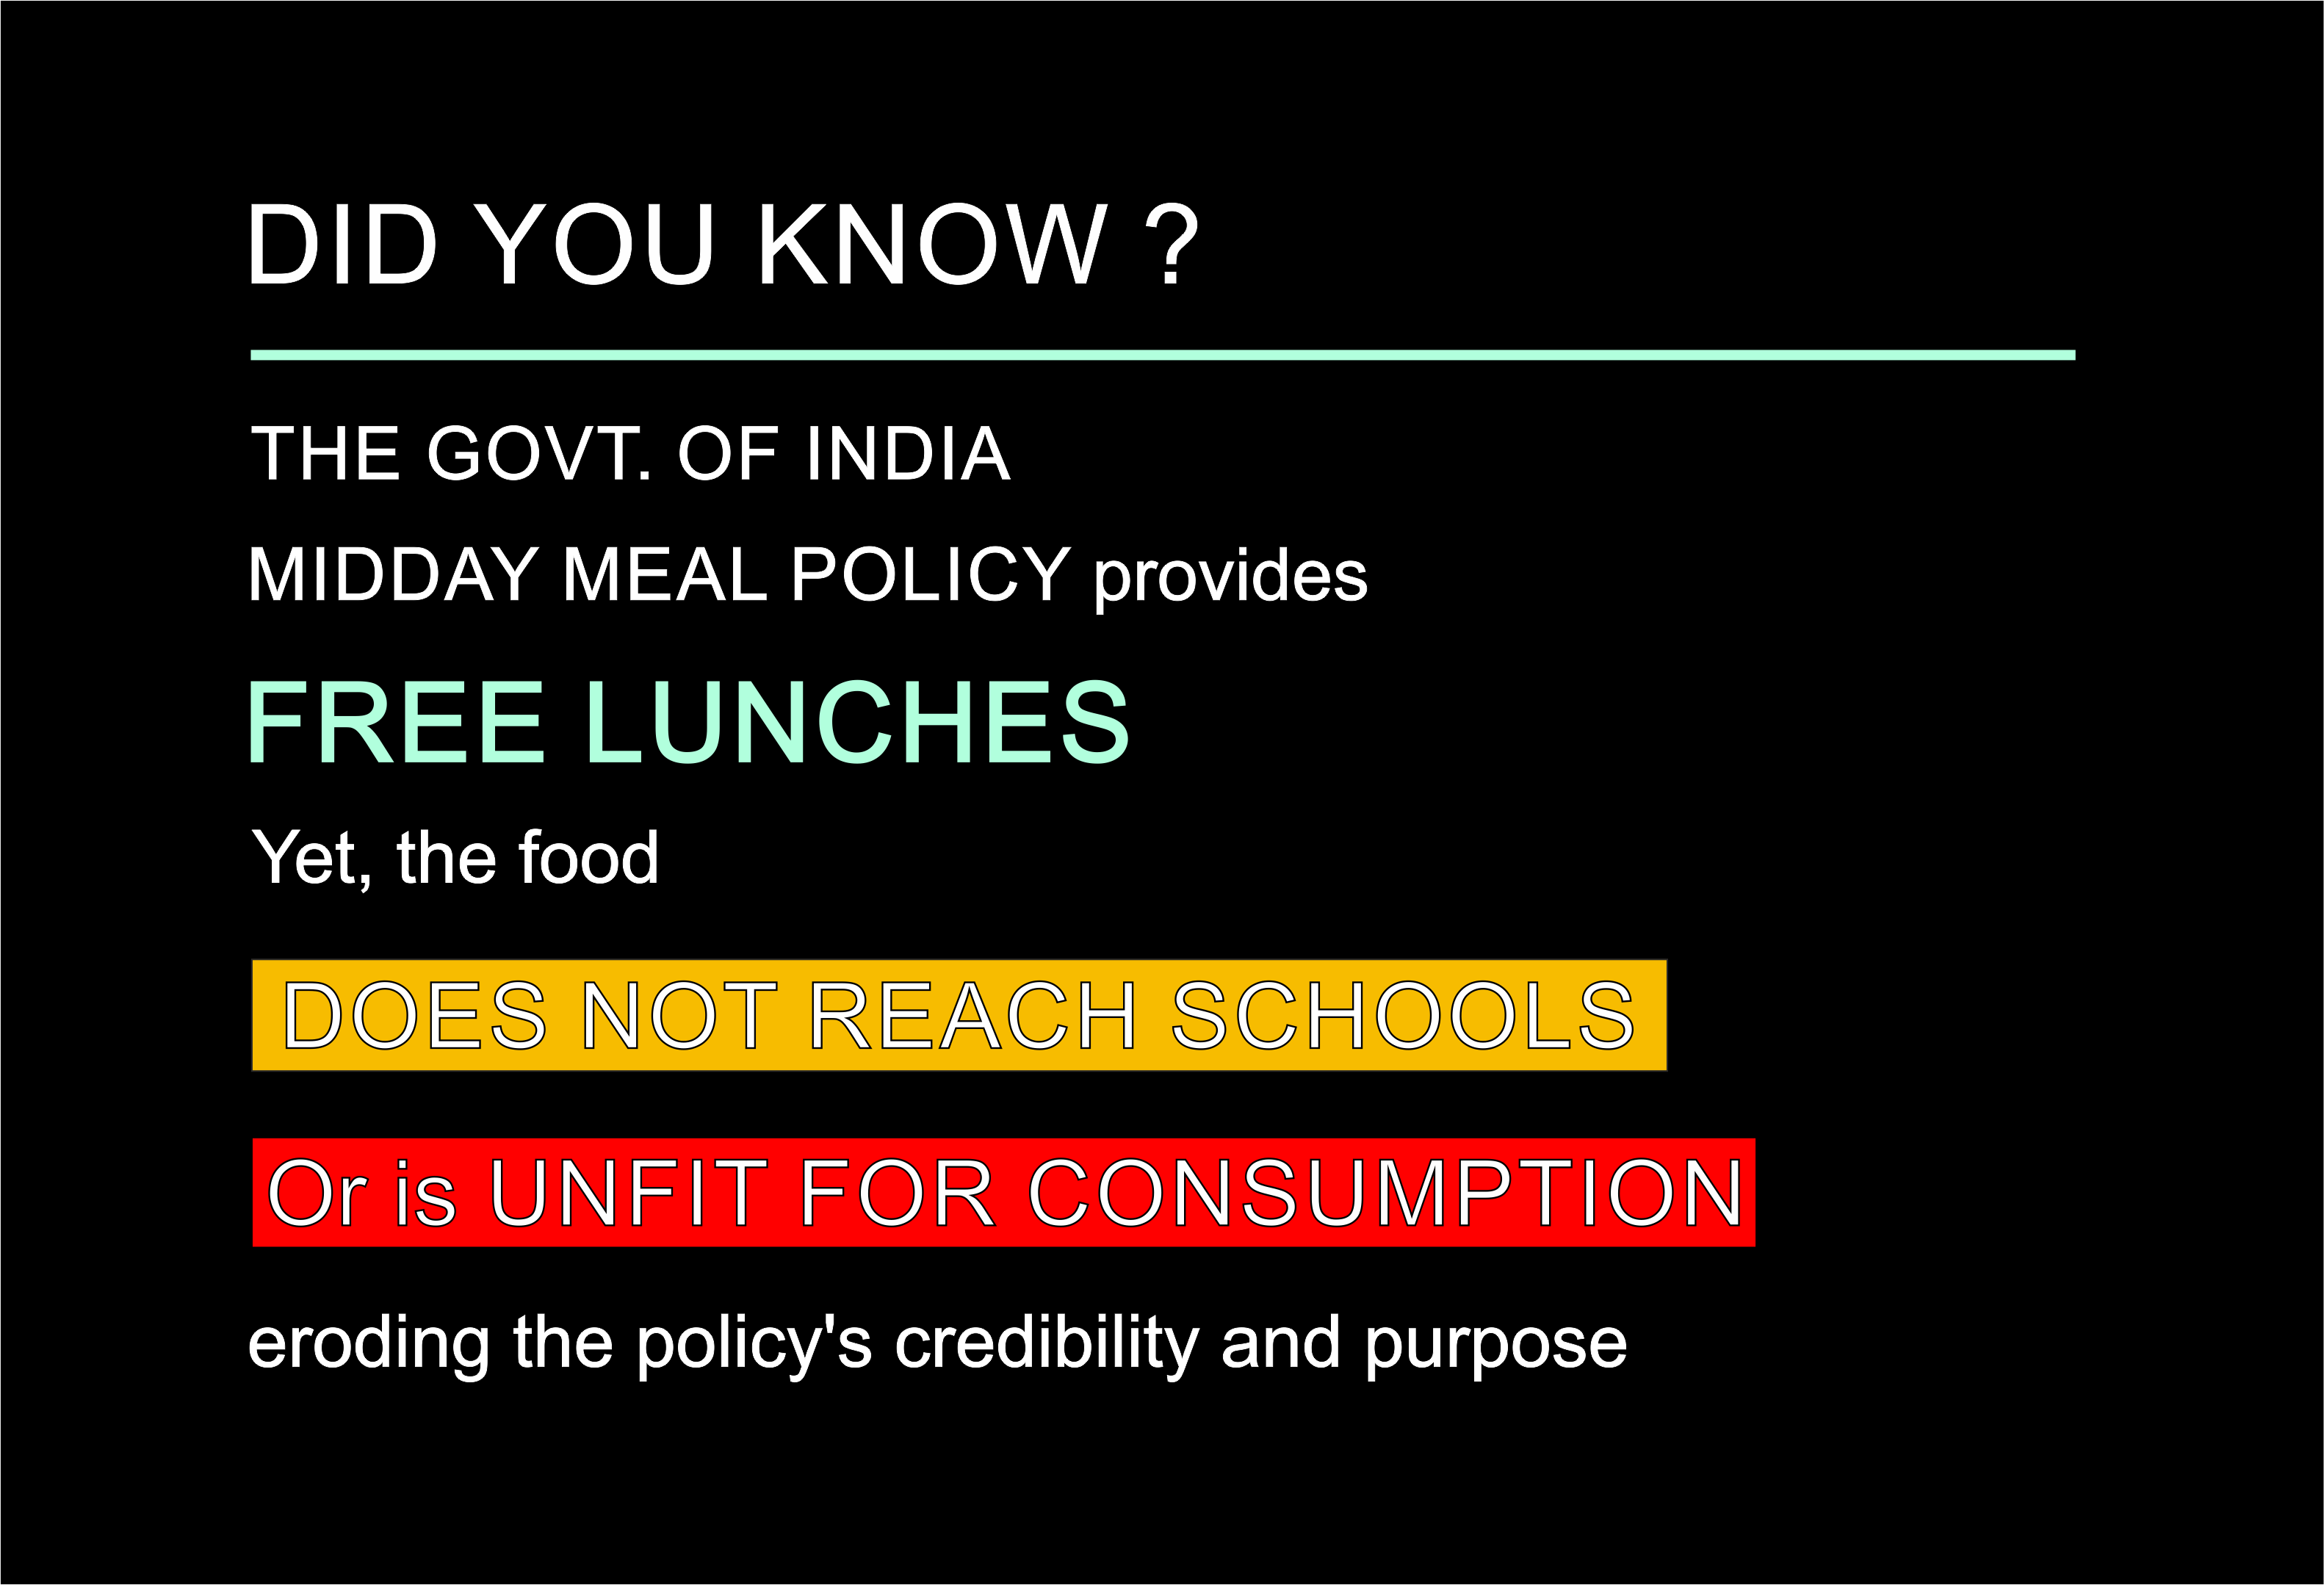 DID YOU KNOW ?
THE GOVT. OF INDIA
MIDDAY MEAL POLICY provides
FREE LUNCHES
Yet, the food
DOES NOT REACH SCHOOLS
Or is UNFIT FOR CONSUMPTION
eroding the policy's credibility and purpose